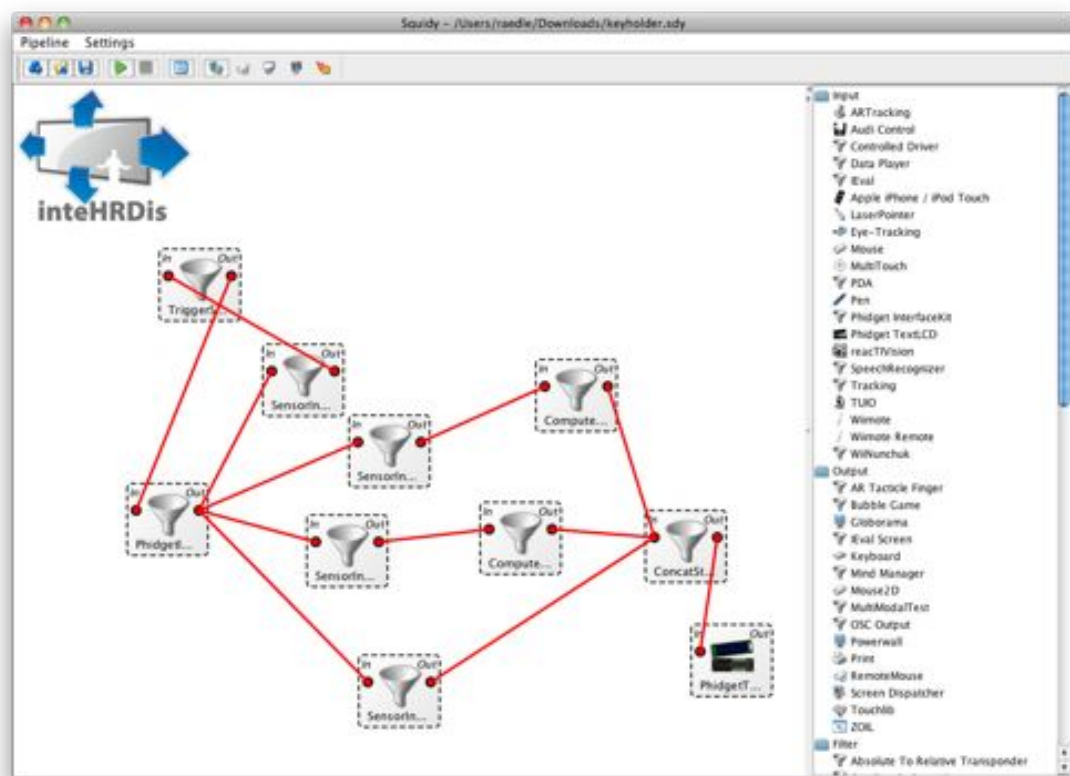 Squidy - /Users/raedle/Downloads/keyholder.sdy
Pipeline Settings
inteHRDis
In Out
TriggerS...
In Out
SensorIn...
In Out
Compute...
In Out
SensorIn...
In Out
PhidgetI...
In Out
SensorIn...
In Out
Compute...
In Out
ConcatSt...
In Out
PhidgetT...
In Out
SensorIn...
Input
ARTracking
Audi Control
Controlled Driver
Data Player
IEval
Apple iPhone / iPod Touch
LaserPointer
Eye-Tracking
Mouse
MultiTouch
PDA
Pen
Phidget InterfaceKit
Phidget TextLCD
reacTIVision
SpeechRecognizer
Tracking
TUIO
Wiimote
Wiimote Remote
WiiNunchuk
Output
AR Tacticle Finger
Bubble Game
Globorama
IEval Screen
Keyboard
Mind Manager
Mouse2D
MultiModalTest
OSC Output
Powerwall
Print
RemoteMouse
Screen Dispatcher
Touchlib
ZOIL
Filter
Absolute To Relative Transponder